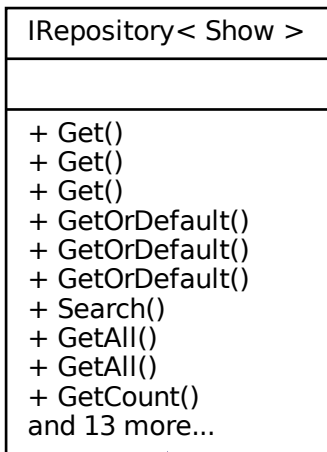 IRepository< Show >
+ Get()
+ Get()
+ Get()
+ GetOrDefault()
+ GetOrDefault()
+ GetOrDefault()
+ Search()
+ GetAll()
+ GetAll()
+ GetCount()
and 13 more...